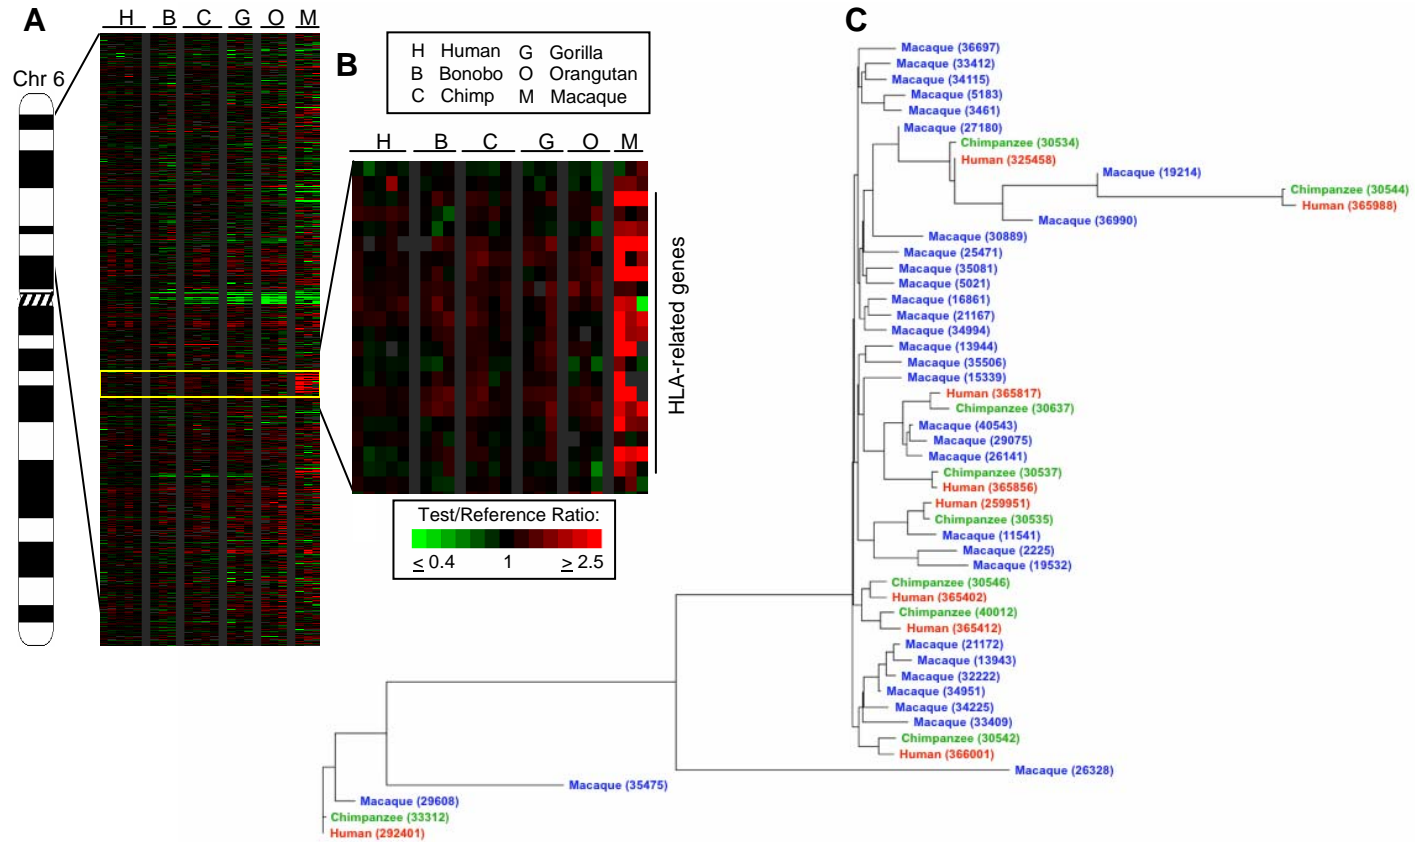 A
H B C G O M
Chr 6
B
H Human G Gorilla
B Bonobo O Orangutan
C Chimp M Macaque
H B C G O M
HLA-related genes
Test/Reference Ratio:
≤ 0.4 1 ≥ 2.5
C
Macaque (36697)
Macaque (33412)
Macaque (34115)
Macaque (5183)
Macaque (3461)
Macaque (27180)
Chimpanzee (30534)
Human (325458)
Macaque (19214)
Chimpanzee (30544)
Human (365988)
Macaque (36990)
Macaque (30889)
Macaque (25471)
Macaque (35081)
Macaque (5021)
Macaque (16861)
Macaque (21167)
Macaque (34994)
Macaque (13944)
Macaque (35506)
Macaque (15339)
Human (365817)
Chimpanzee (30637)
Macaque (40543)
Macaque (29075)
Macaque (26141)
Chimpanzee (30537)
Human (365856)
Human (259951)
Chimpanzee (30535)
Macaque (11541)
Macaque (2225)
Macaque (19532)
Chimpanzee (30546)
Human (365402)
Chimpanzee (40012)
Human (365412)
Macaque (21172)
Macaque (13943)
Macaque (32222)
Macaque (34951)
Macaque (34225)
Macaque (33409)
Chimpanzee (30542)
Human (366001)
Macaque (26328)
Macaque (35475)
Macaque (29608)
Chimpanzee (33312)
Human (292401)